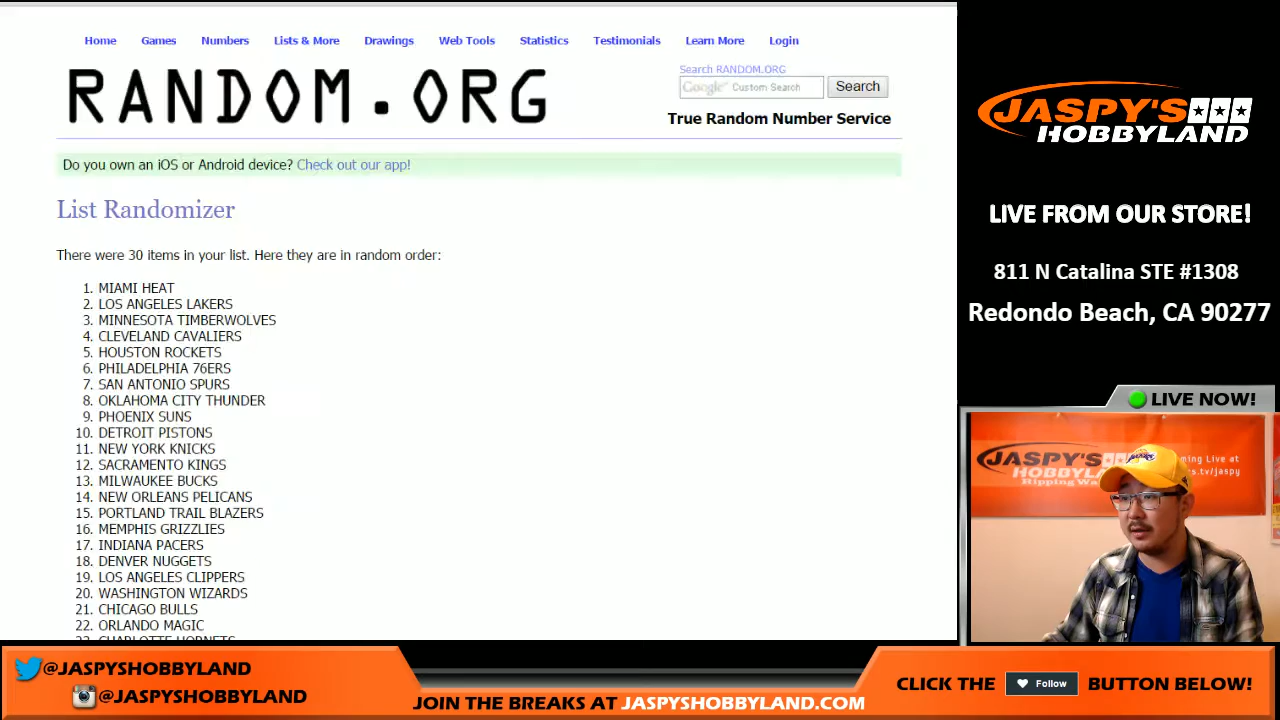 Home Games Numbers Lists & More Drawings Web Tools Statistics Testimonials Learn More Login
RANDOM.ORG
Search RANDOM.ORG
Google™ Custom Search Search
True Random Number Service
Do you own an iOS or Android device? Check out our app!
List Randomizer
There were 30 items in your list. Here they are in random order:
1. MIAMI HEAT
2. LOS ANGELES LAKERS
3. MINNESOTA TIMBERWOLVES
4. CLEVELAND CAVALIERS
5. HOUSTON ROCKETS
6. PHILADELPHIA 76ERS
7. SAN ANTONIO SPURS
8. OKLAHOMA CITY THUNDER
9. PHOENIX SUNS
10. DETROIT PISTONS
11. NEW YORK KNICKS
12. SACRAMENTO KINGS
13. MILWAUKEE BUCKS
14. NEW ORLEANS PELICANS
15. PORTLAND TRAIL BLAZERS
16. MEMPHIS GRIZZLIES
17. INDIANA PACERS
18. DENVER NUGGETS
19. LOS ANGELES CLIPPERS
20. WASHINGTON WIZARDS
21. CHICAGO BULLS
22. ORLANDO MAGIC
23. CHARLOTTE HORNETS
JASPY'S
HOBBYLAND
LIVE FROM OUR STORE!
811 N Catalina STE #1308
Redondo Beach, CA 90277
LIVE NOW!
JASPY'S
HOBBYLAND
@JASPYSHOBBYLAND
@JASPYSHOBBYLAND
JOIN THE BREAKS AT JASPYSHOBBYLAND.COM
CLICK THE Follow BUTTON BELOW!